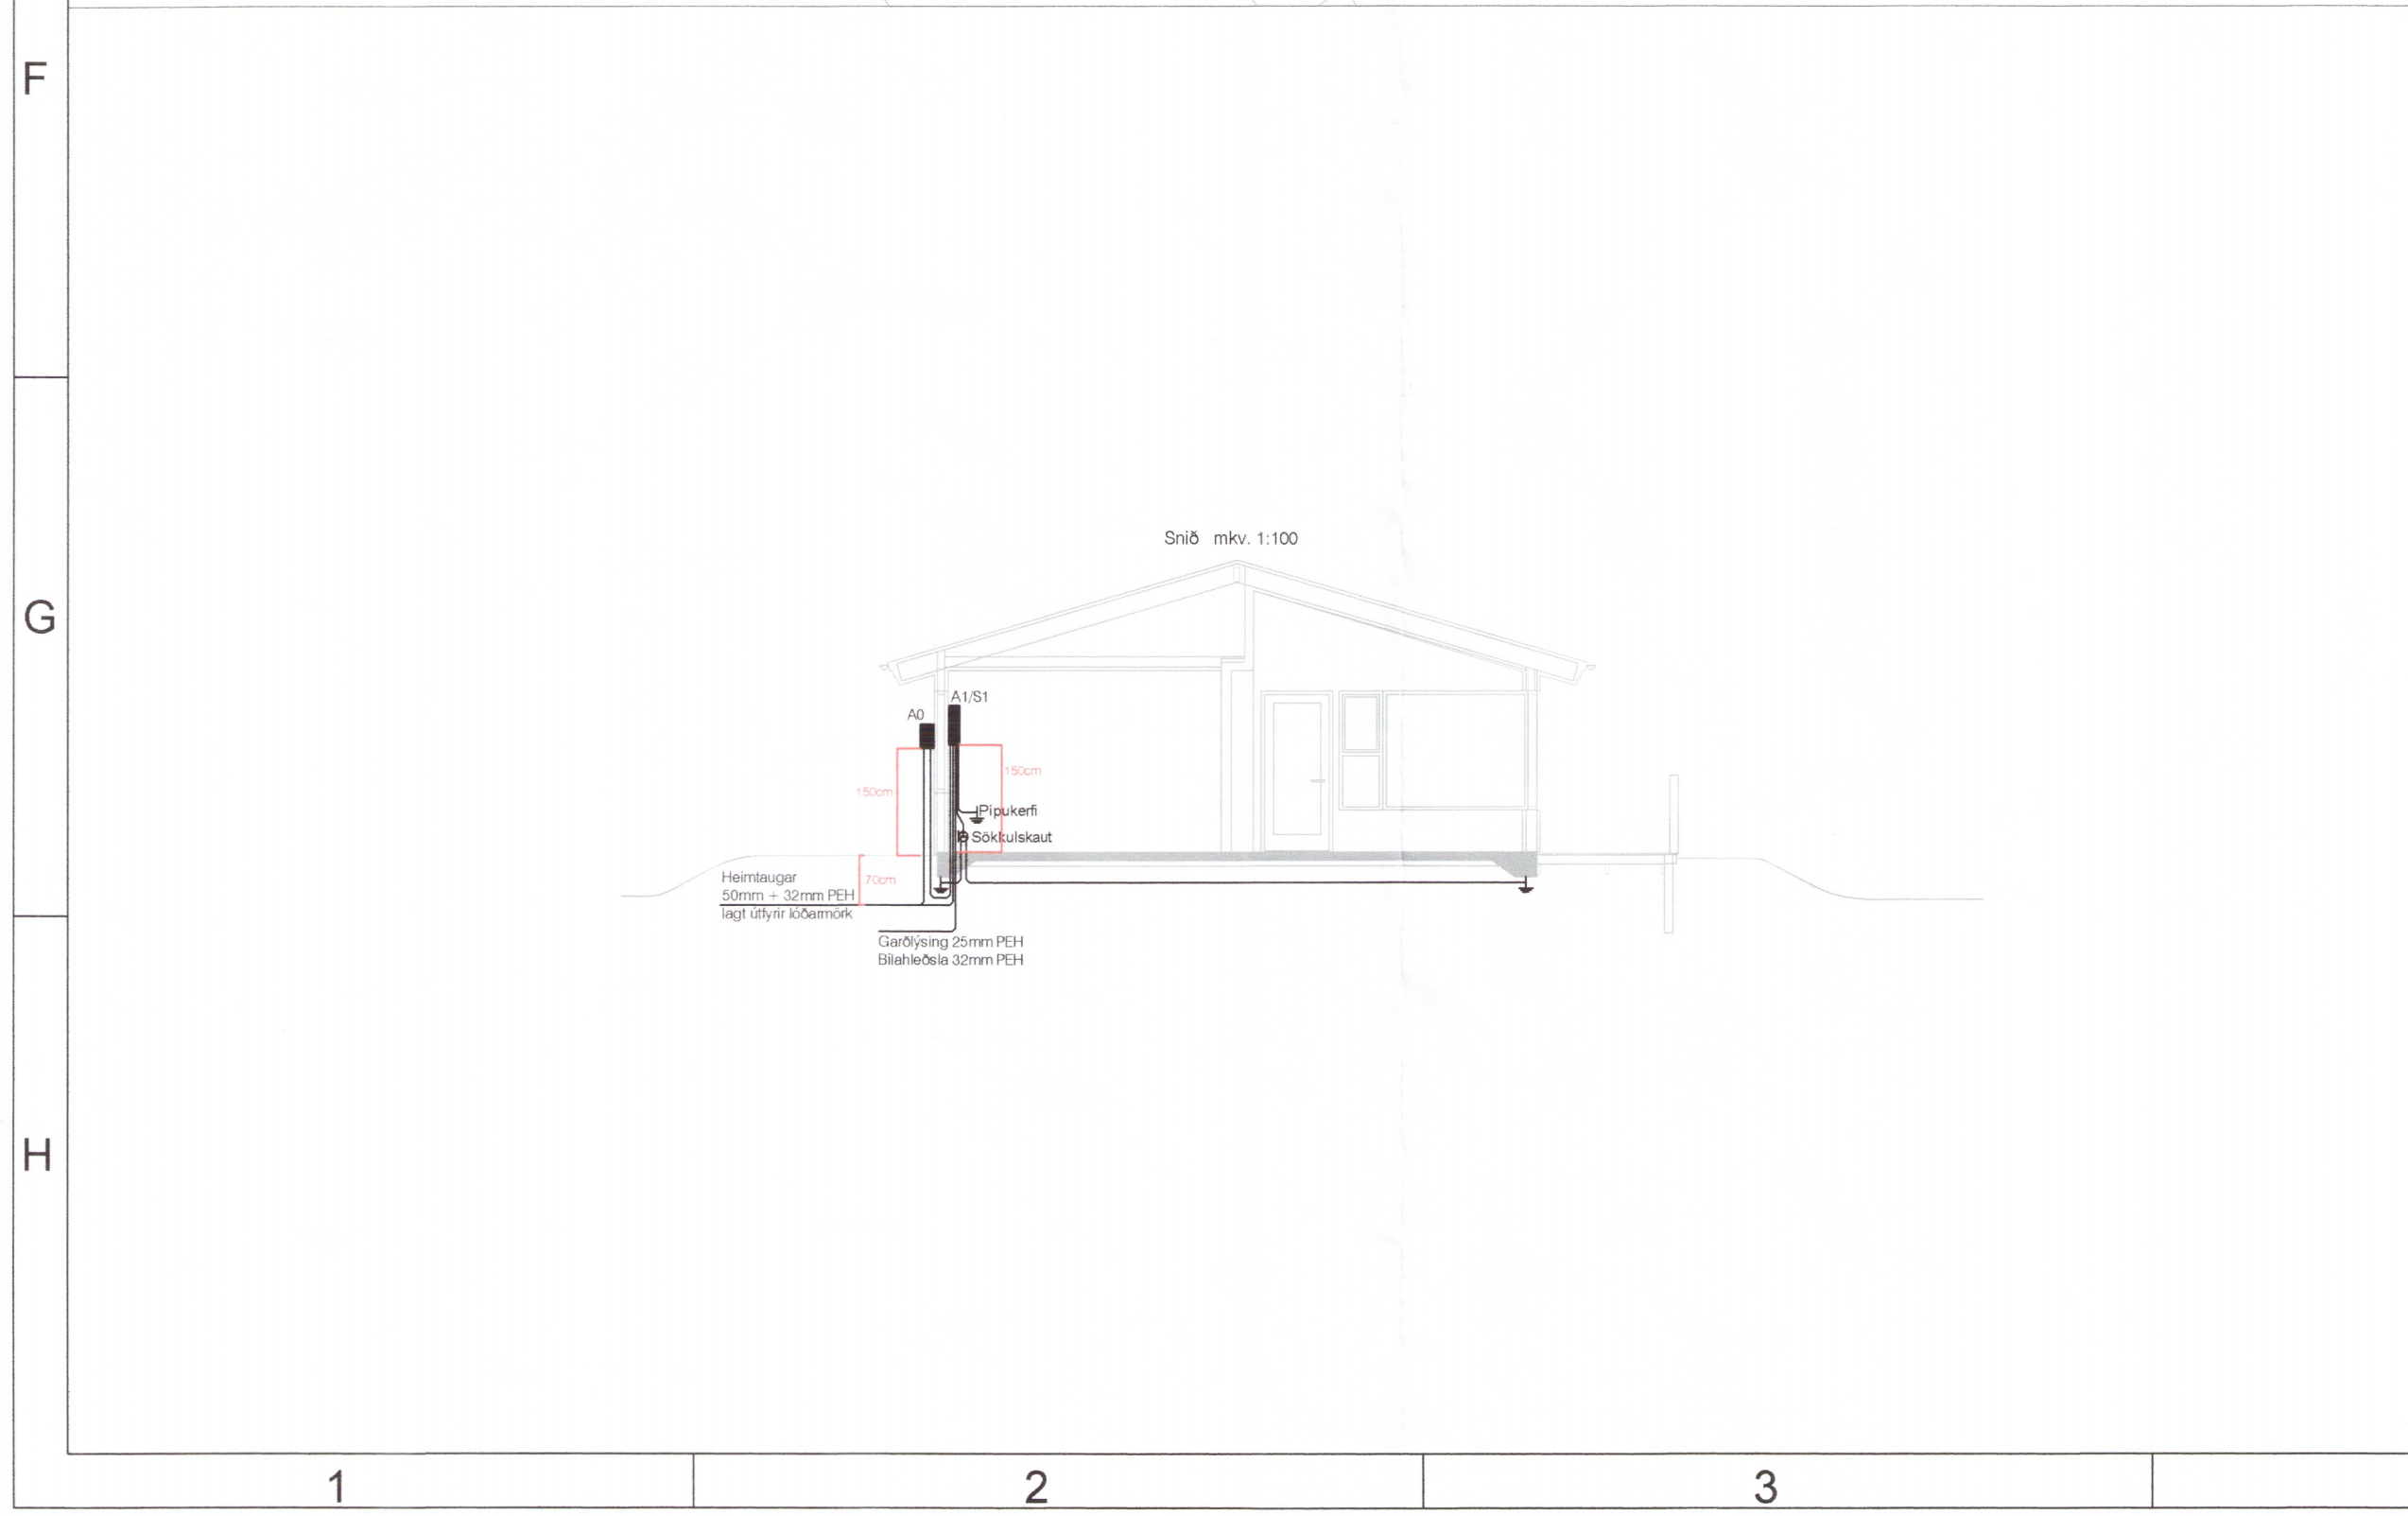 F
G
H
Snið mkv. 1:100
A1/S1
A0
150cm
150cm
Pípukerfi
Sökkulskaut
70cm
Heimtaugar
50mm + 32mm PEH
lagt útfyrir lóðarmörk
Garðlýsing 25mm PEH
Bílahleðsla 32mm PEH
1
2
3